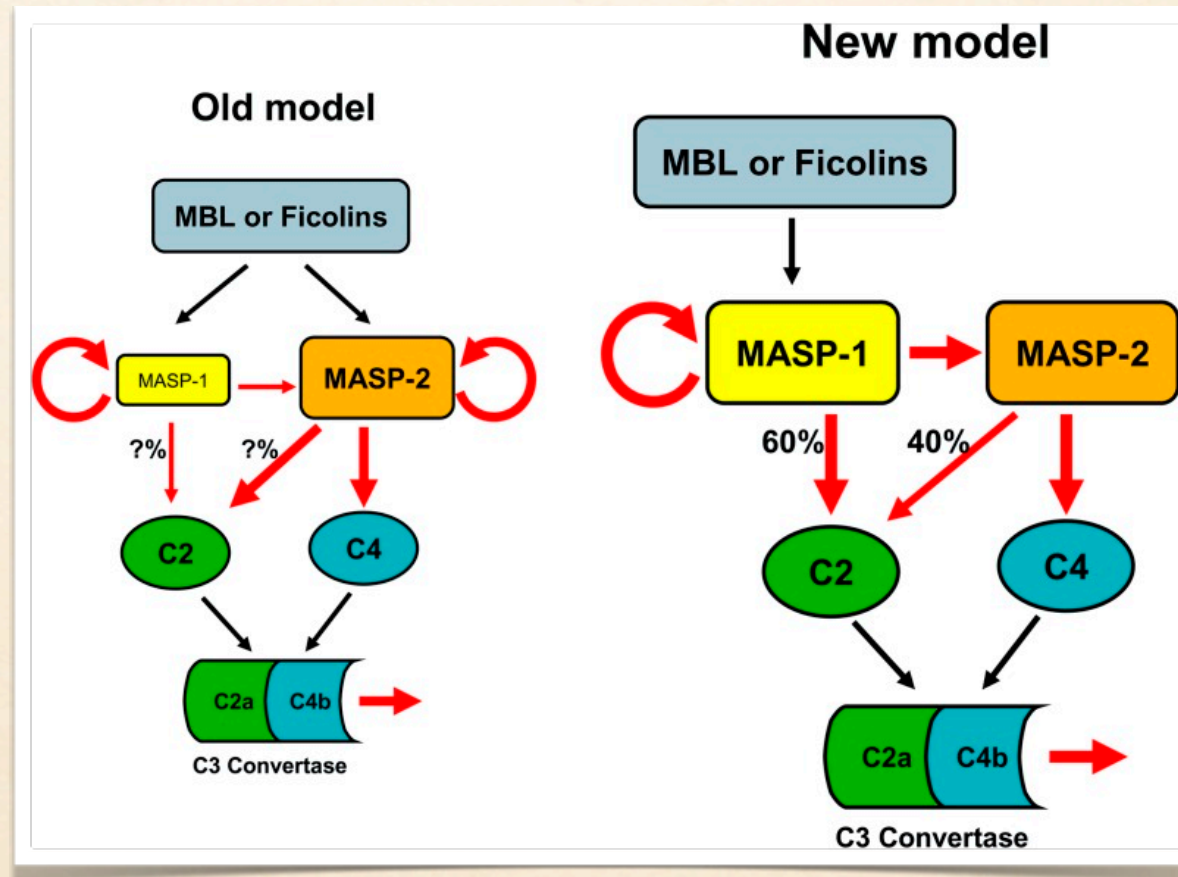 Old model
MBL or Ficolins
MASP-1
MASP-2
?%
?%
C2
C4
C2a
C4b
C3 Convertase
New model
MBL or Ficolins
MASP-1
MASP-2
60%
40%
C2
C4
C2a
C4b
C3 Convertase